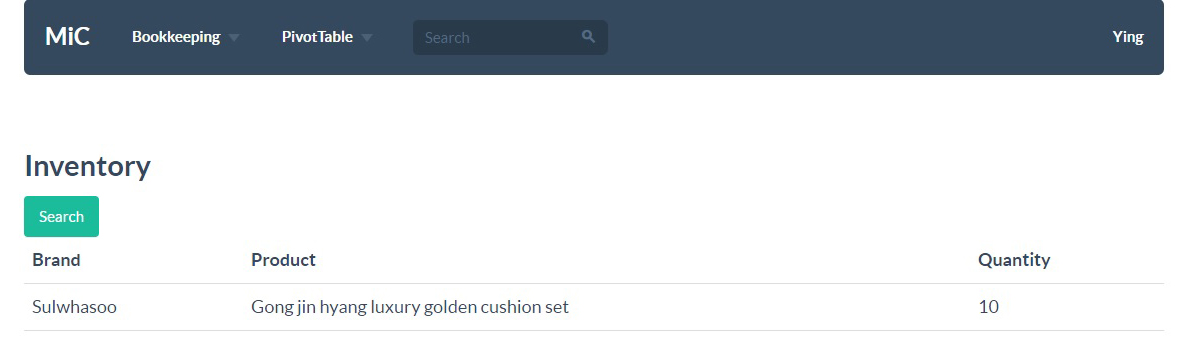 MiC Bookkeeping PivotTable Search Ying
Inventory
Search
Brand Product Quantity
Sulwhasoo Gong jin hyang luxury golden cushion set 10